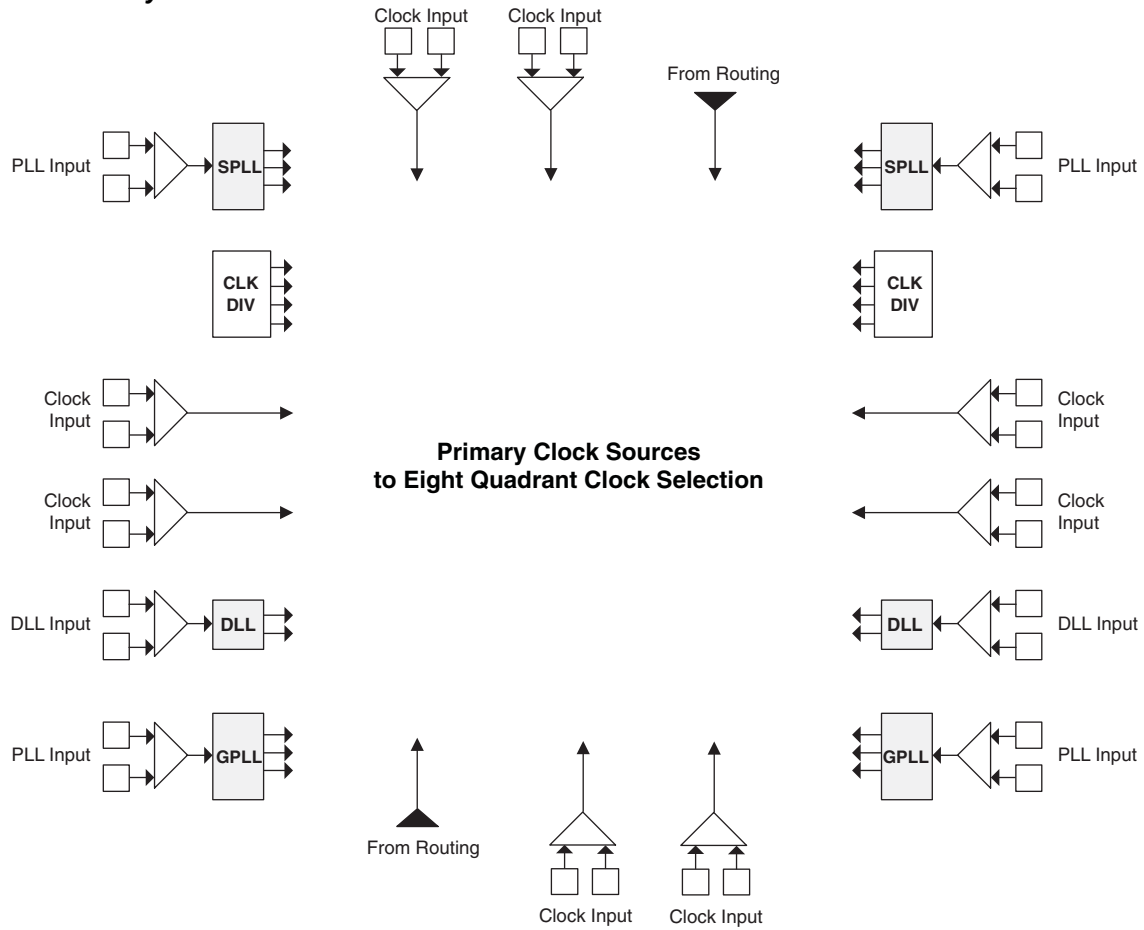 Clock Input
Clock Input
From Routing
PLL Input
SPLL
SPLL
PLL Input
CLK
DIV
CLK
DIV
Clock
Input
Clock
Input
Primary Clock Sources
to Eight Quadrant Clock Selection
Clock
Input
Clock
Input
DLL Input
DLL
DLL
DLL Input
PLL Input
GPLL
GPLL
PLL Input
From Routing
Clock Input
Clock Input